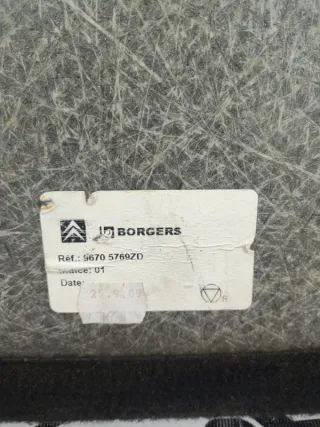 BORGERS
Réf.: 9670 5769ZD
Indice: 01
Date:
R